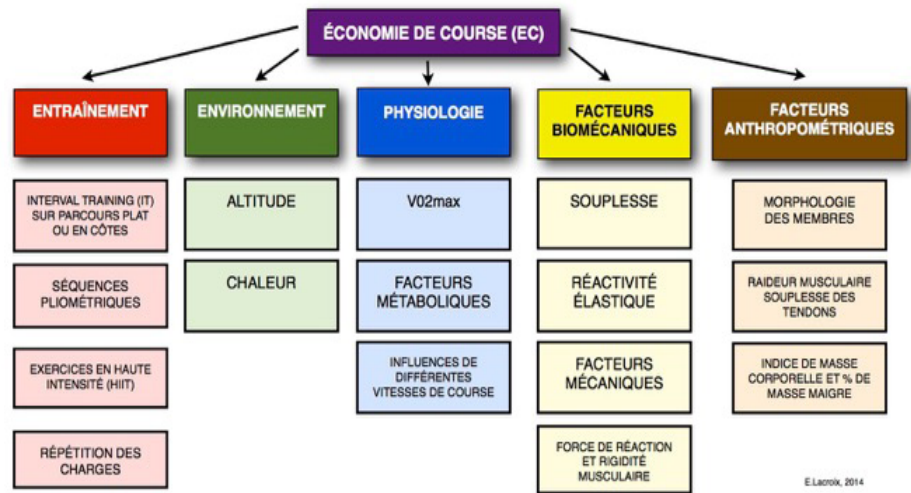 ÉCONOMIE DE COURSE (EC)
ENTRAÎNEMENT
INTERVAL TRAINING (IT)
SUR PARCOURS PLAT
OU EN CÔTES
SÉQUENCES
PLIOMÉTRIQUES
EXERCICES EN HAUTE
INTENSITÉ (HIIT)
RÉPÉTITION DES
CHARGES
ENVIRONNEMENT
ALTITUDE
CHALEUR
PHYSIOLOGIE
V02max
FACTEURS
MÉTABOLIQUES
INFLUENCES DE
DIFFÉRENTES
VITESSES DE COURSE
FACTEURS
BIOMÉCANIQUES
SOUPLESSE
RÉACTIVITÉ
ÉLASTIQUE
FACTEURS
MÉCANIQUES
FORCE DE RÉACTION
ET RIGIDITÉ
MUSCULAIRE
FACTEURS
ANTHROPOMÉTRIQUES
MORPHOLOGIE
DES MEMBRES
RAIDEUR MUSCULAIRE
SOUPLESSE DES
TENDONS
INDICE DE MASSE
CORPORELLE ET % DE
MASSE MAIGRE
E.Lacroix, 2014